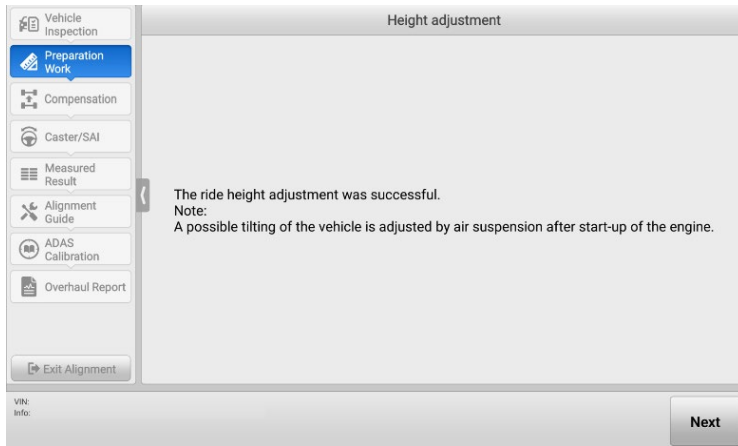 Vehicle
Inspection
Height adjustment
Preparation
Work
Compensation
Caster/SAI
Measured
Result
The ride height adjustment was successful.
Note:
A possible tilting of the vehicle is adjusted by air suspension after start-up of the engine.
Alignment
Guide
ADAS
Calibration
Overhaul Report
Exit Alignment
VIN:
Info:
Next